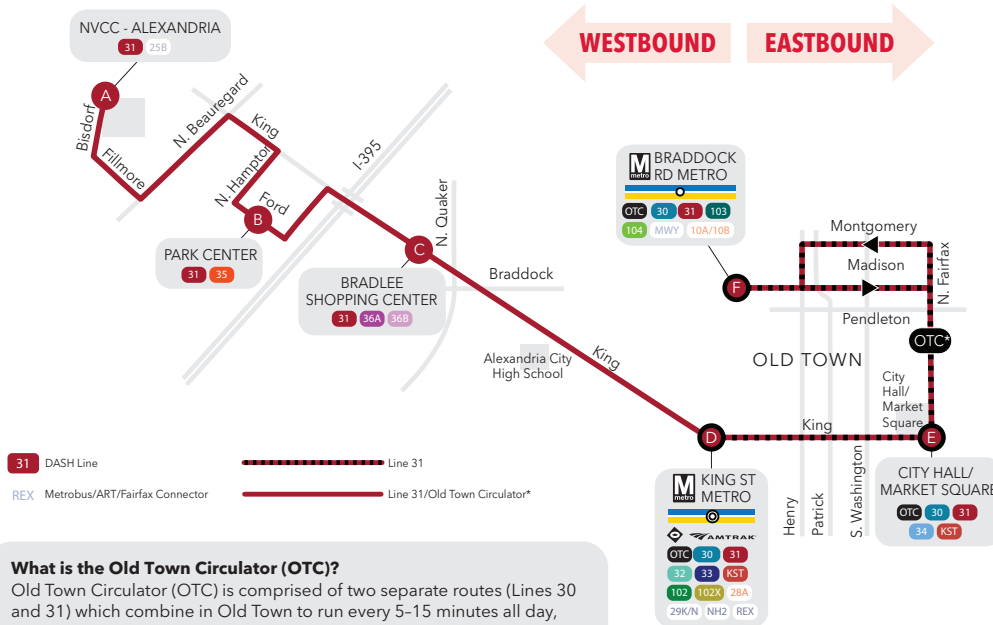 WESTBOUND
EASTBOUND
NVCC - ALEXANDRIA
31 25B
A
Bisdorf
Fillmore
N. Beauregard
King
N. Hampton
Ford
B
I-395
PARK CENTER
31 35
C
N. Quaker
BRADLEE
SHOPPING CENTER
31 36A 36B
Braddock
Alexandria City
High School
King
M
metro
BRADDOCK
RD METRO
OTC 30 31 103
104 MWY 10A/10B
F
Montgomery
Madison
N. Fairfax
Pendleton
OTC*
OLD TOWN
City
Hall/
Market
Square
King
D
E
Henry
Patrick
S. Washington
M
metro
KING ST
METRO
AMTRAK
OTC 30 31
32 33 KST
102 102X 28A
29K/N NH2 REX
CITY HALL/
MARKET SQUARE
OTC 30 31
34 KST
31 DASH Line
Line 31
REX Metrobus/ART/Fairfax Connector
Line 31/Old Town Circulator*
What is the Old Town Circulator (OTC)?
Old Town Circulator (OTC) is comprised of two separate routes (Lines 30
and 31) which combine in Old Town to run every 5-15 minutes all day,